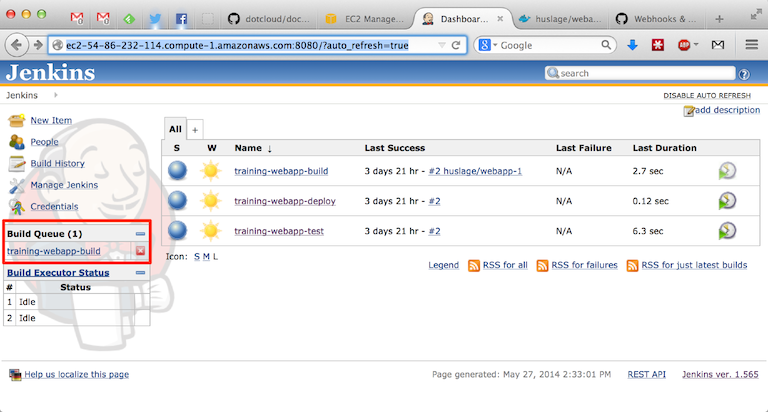 dotcloud/doc...
EC2 Manage...
Dashboar...
huslage/weba...
Webhooks & ...
ec2-54-86-232-114.compute-1.amazonaws.com:8080/?auto_refresh=true
Google
Jenkins
search
Jenkins
DISABLE AUTO REFRESH
add description
New Item
People
Build History
Manage Jenkins
Credentials
Build Queue (1)
training-webapp-build
Build Executor Status
# Status
1 Idle
2 Idle
All +
S W Name ↓ Last Success Last Failure Last Duration
training-webapp-build 3 days 21 hr - #2 huslage/webapp-1 N/A 2.7 sec
training-webapp-deploy 3 days 21 hr - #2 N/A 0.12 sec
training-webapp-test 3 days 21 hr - #2 N/A 6.3 sec
Icon: S M L
Legend RSS for all RSS for failures RSS for just latest builds
Help us localize this page
Page generated: May 27, 2014 2:33:01 PM REST API Jenkins ver. 1.565